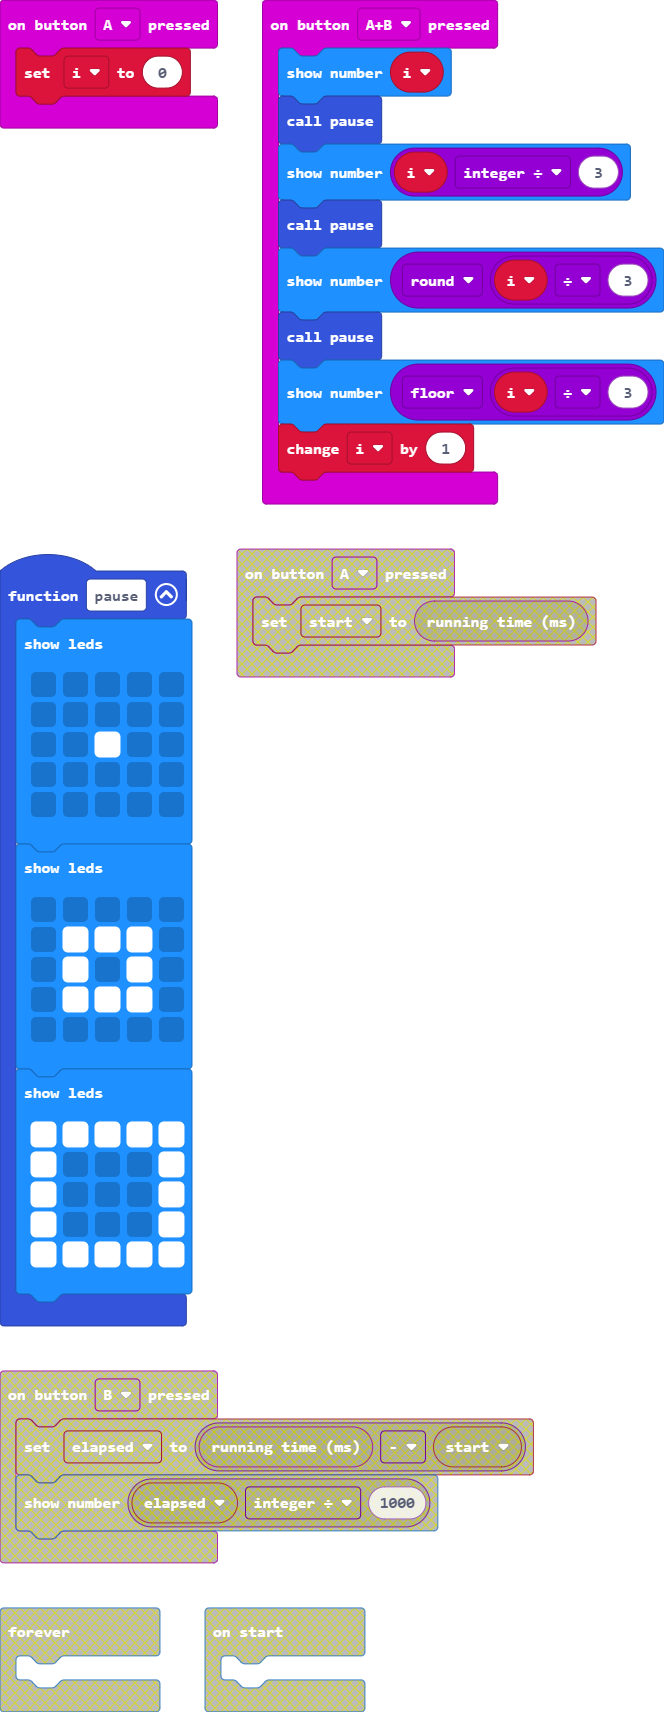 on button A pressed
set i to 0
on button A+B pressed
show number i
call pause
show number i integer ÷ 3
call pause
show number round i ÷ 3
call pause
show number floor i ÷ 3
change i by 1
function pause
show leds
show leds
show leds
on button A pressed
set start to running time (ms)
on button B pressed
set elapsed to running time (ms) - start
show number elapsed integer ÷ 1000
forever
on start